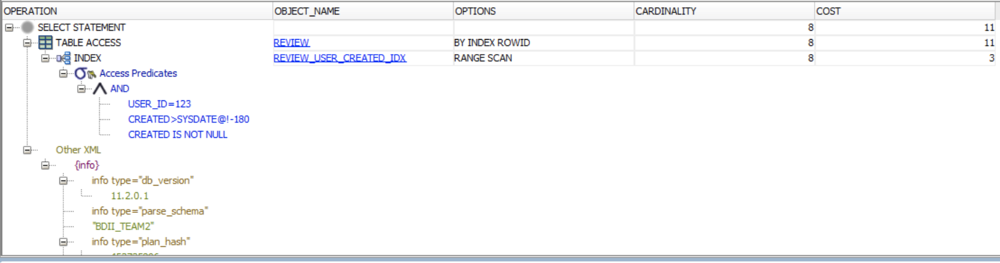 OPERATION OBJECT_NAME OPTIONS CARDINALITY COST
SELECT STATEMENT 8 11
TABLE ACCESS REVIEW BY INDEX ROWID 8 11
INDEX REVIEW_USER_CREATED_IDX RANGE SCAN 8 3
Access Predicates
AND
USER_ID=123
CREATED>SYSDATE@!-180
CREATED IS NOT NULL
Other XML
{info}
info type="db_version"
11.2.0.1
info type="parse_schema"
"BDII_TEAM2"
info type="plan_hash"